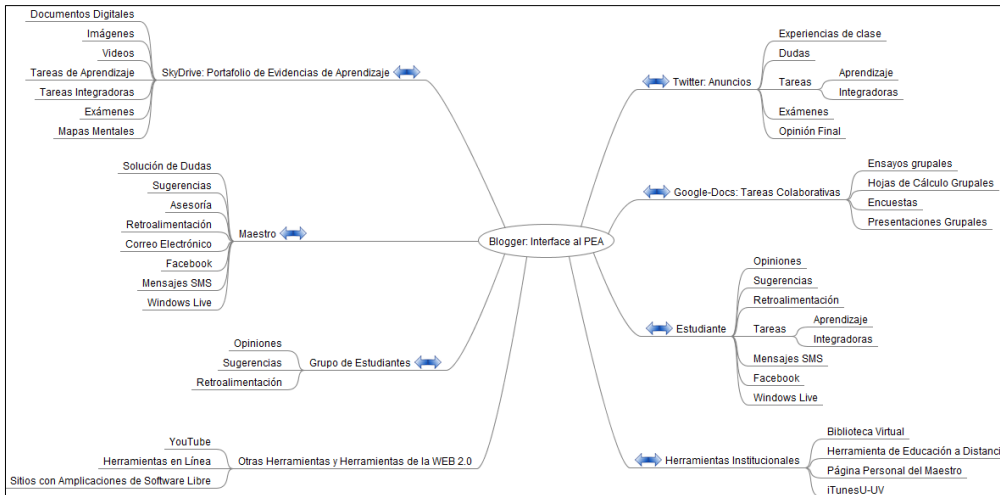 Documentos Digitales
Imágenes
Videos
Tareas de Aprendizaje
Tareas Integradoras
Exámenes
Mapas Mentales
SkyDrive: Portafolio de Evidencias de Aprendizaje
Solución de Dudas
Sugerencias
Asesoría
Retroalimentación
Correo Electrónico
Facebook
Mensajes SMS
Windows Live
Maestro
Opiniones
Sugerencias
Retroalimentación
Grupo de Estudiantes
YouTube
Herramientas en Línea
Sitios con Amplicaciones de Software Libre
Otras Herramientas y Herramientas de la WEB 2.0
Blogger: Interface al PEA
Twitter: Anuncios
Experiencias de clase
Dudas
Tareas
Aprendizaje
Integradoras
Exámenes
Opinión Final
Google-Docs: Tareas Colaborativas
Ensayos grupales
Hojas de Cálculo Grupales
Encuestas
Presentaciones Grupales
Estudiante
Opiniones
Sugerencias
Retroalimentación
Tareas
Aprendizaje
Integradoras
Mensajes SMS
Facebook
Windows Live
Herramientas Institucionales
Biblioteca Virtual
Herramienta de Educación a Distanci
Página Personal del Maestro
iTunesU-UV